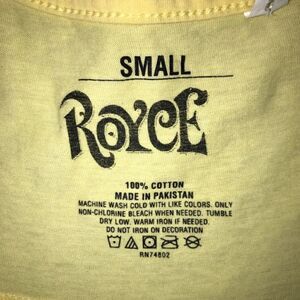 SMALL
ROYCE
100% COTTON
MADE IN PAKISTAN
MACHINE WASH COLD WITH LIKE COLORS. ONLY
NON-CHLORINE BLEACH WHEN NEEDED. TUMBLE
DRY LOW. WARM IRON IF NEEDED.
DO NOT IRON ON DECORATION
RN74802